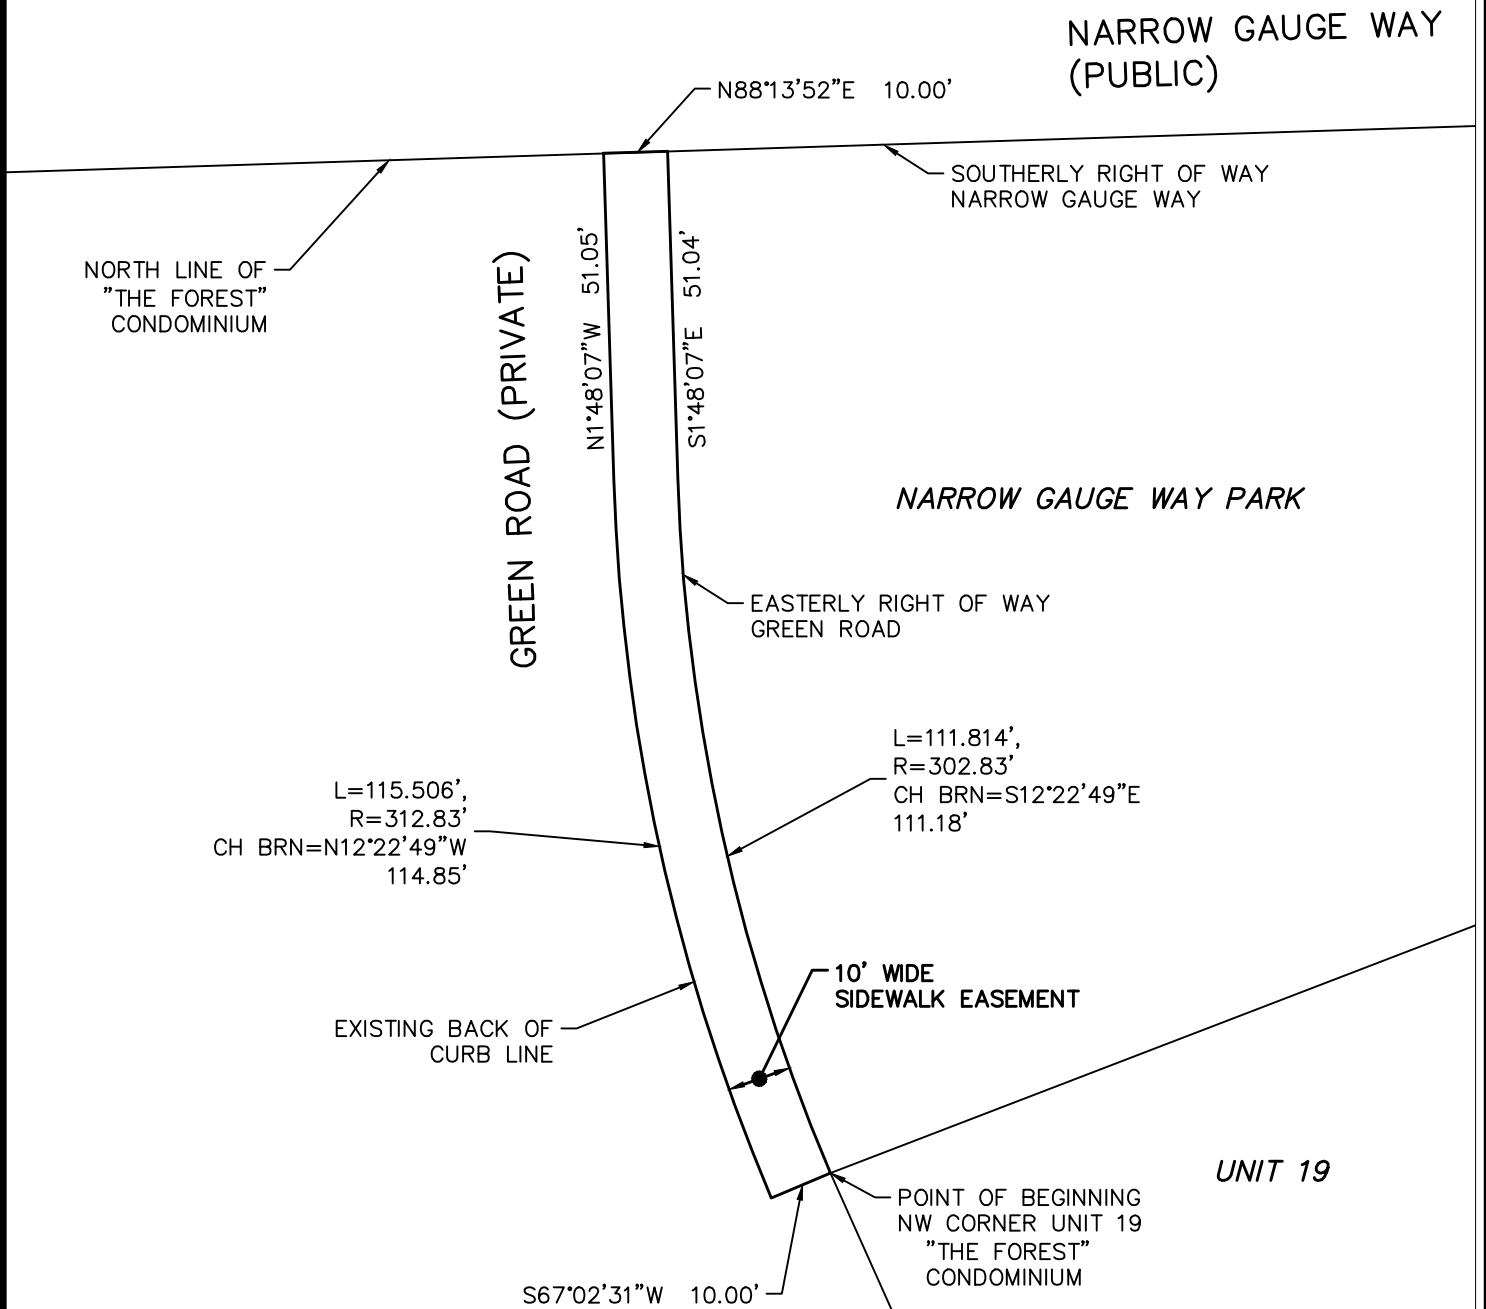 NARROW GAUGE WAY
(PUBLIC)
N88°13'52"E 10.00'
SOUTHERLY RIGHT OF WAY
NARROW GAUGE WAY
NORTH LINE OF
"THE FOREST"
CONDOMINIUM
GREEN ROAD (PRIVATE)
N1°48'07"W 51.05'
S1°48'07"E 51.04'
NARROW GAUGE WAY PARK
EASTERLY RIGHT OF WAY
GREEN ROAD
L=111.814',
R=302.83'
CH BRN=S12°22'49"E
111.18'
L=115.506',
R=312.83'
CH BRN=N12°22'49"W
114.85'
10' WIDE
SIDEWALK EASEMENT
EXISTING BACK OF
CURB LINE
UNIT 19
POINT OF BEGINNING
NW CORNER UNIT 19
"THE FOREST"
CONDOMINIUM
S67°02'31"W 10.00'